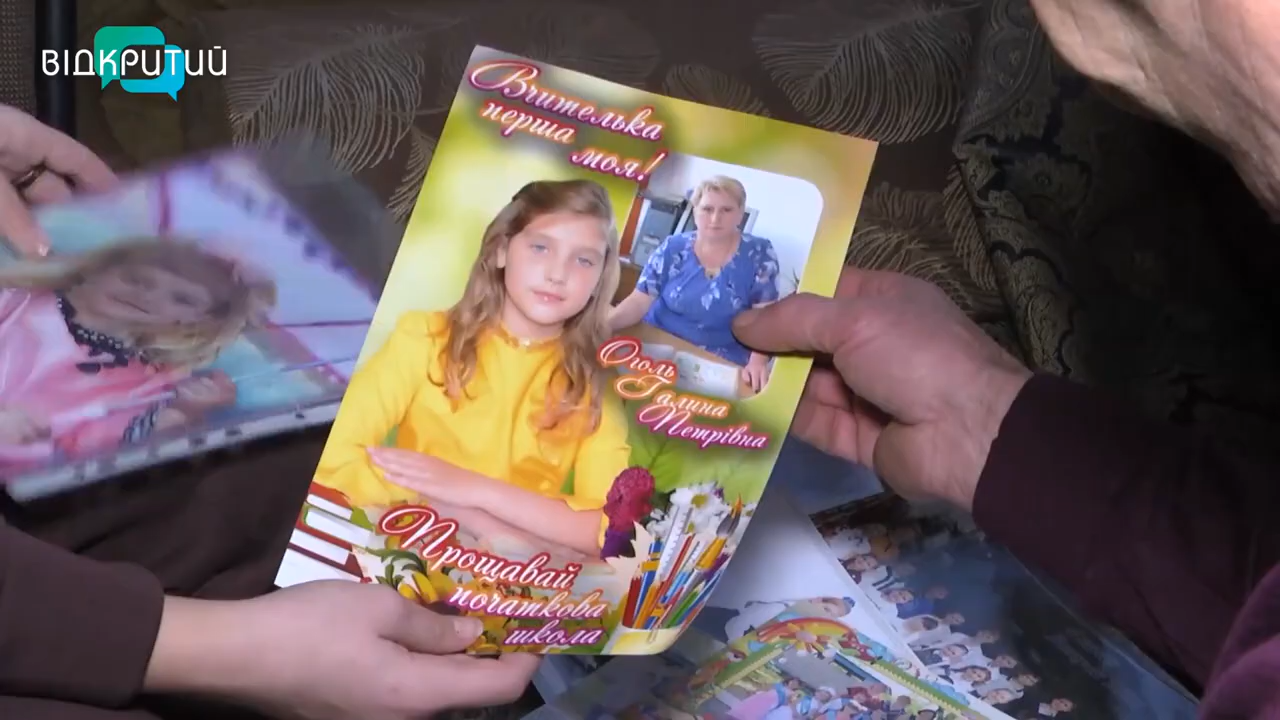 ВІДКРИТИЙ
Вчителька
перша
моя!
Оголь
Галина
Петрівна
Прощавай
початкова
школа